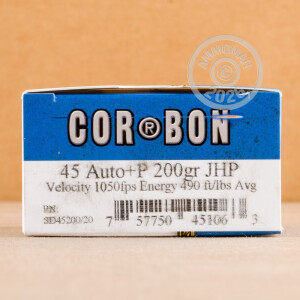 COR®BON
45 Auto+P 200gr JHP
Velocity 1050fps Energy 490 ft/lbs Avg
PN
SD45200/20
7 57750 45106 3